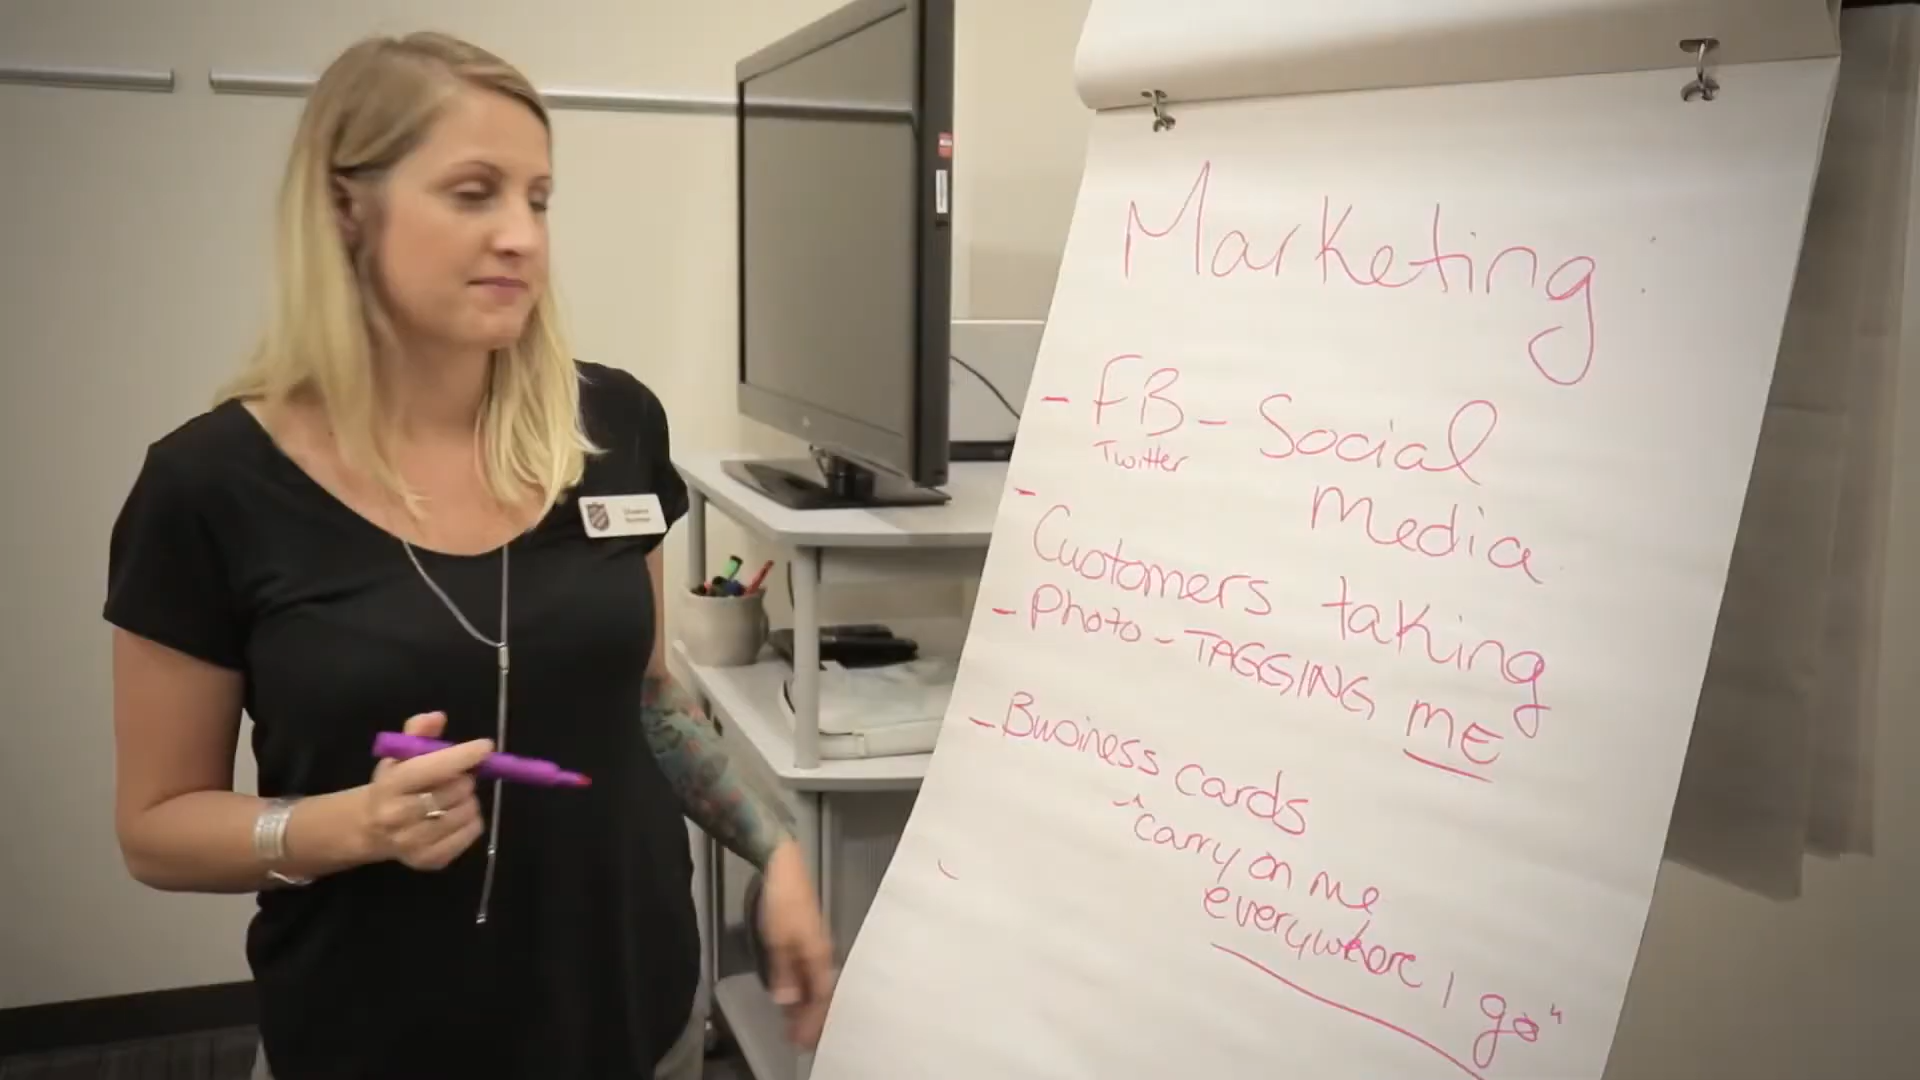 Marketing:
- FB - Social
Twitter
media
- Customers taking
- Photo - TAGGING ME
- Business cards
^carry on me
everywhere I go"